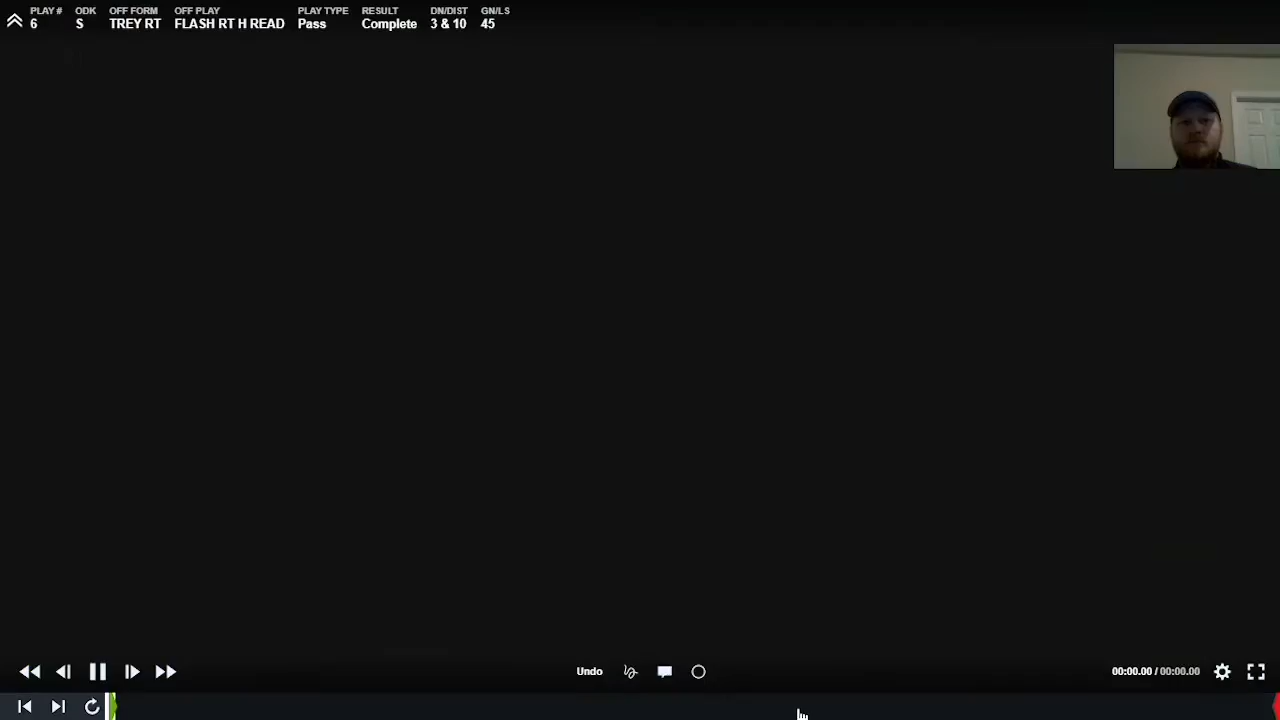 PLAY # ODK OFF FORM OFF PLAY PLAY TYPE RESULT DN/DIST GN/LS
6 S TREY RT FLASH RT H READ Pass Complete 3 & 10 45
Undo 00:00.00 / 00:00.00